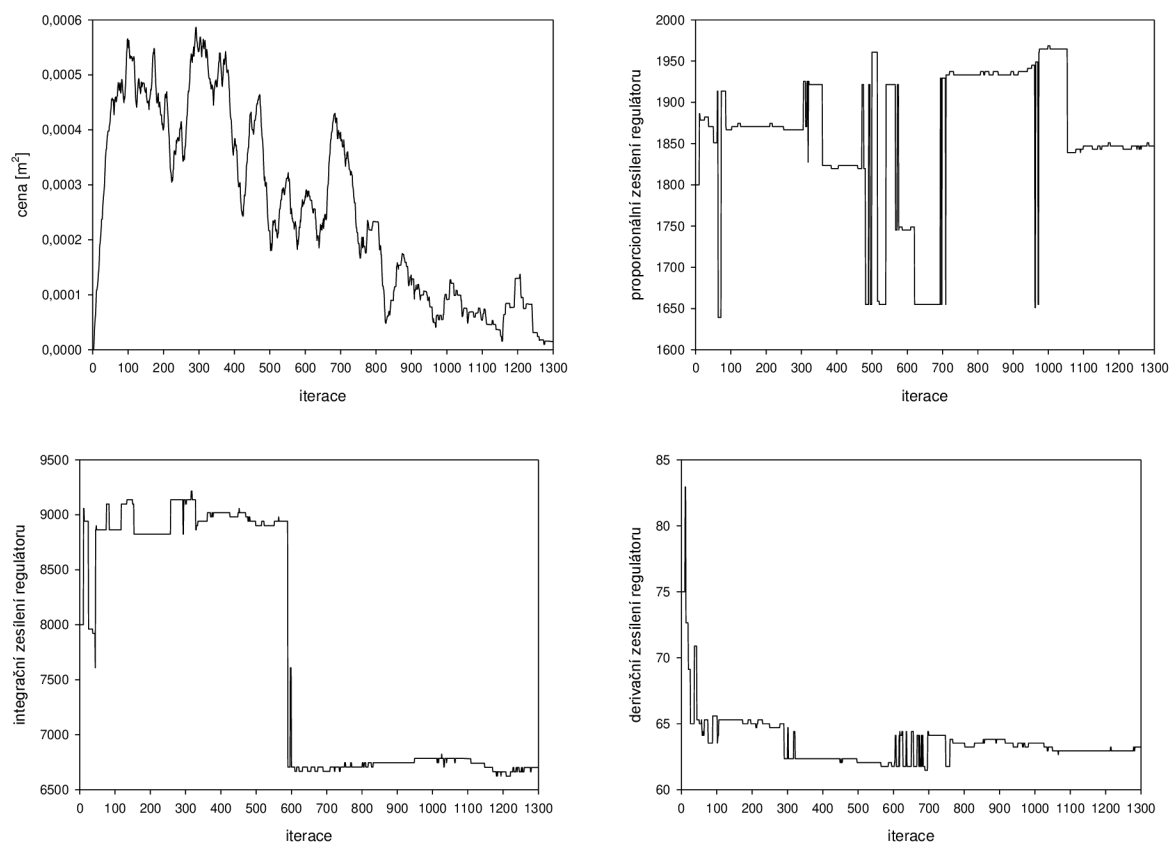 0,0006
0,0005
0,0004
0,0003
0,0002
0,0001
0,0000
cena [m²]
0 100 200 300 400 500 600 700 800 900 1000 1100 1200 1300
iterace
2000
1950
1900
1850
1800
1750
1700
1650
1600
proporcionální zesílení regulátoru
0 100 200 300 400 500 600 700 800 900 1000 1100 1200 1300
iterace
9500
9000
8500
8000
7500
7000
6500
integrační zesílení regulátoru
0 100 200 300 400 500 600 700 800 900 1000 1100 1200 1300
iterace
85
80
75
70
65
60
derivační zesílení regulátoru
0 100 200 300 400 500 600 700 800 900 1000 1100 1200 1300
iterace